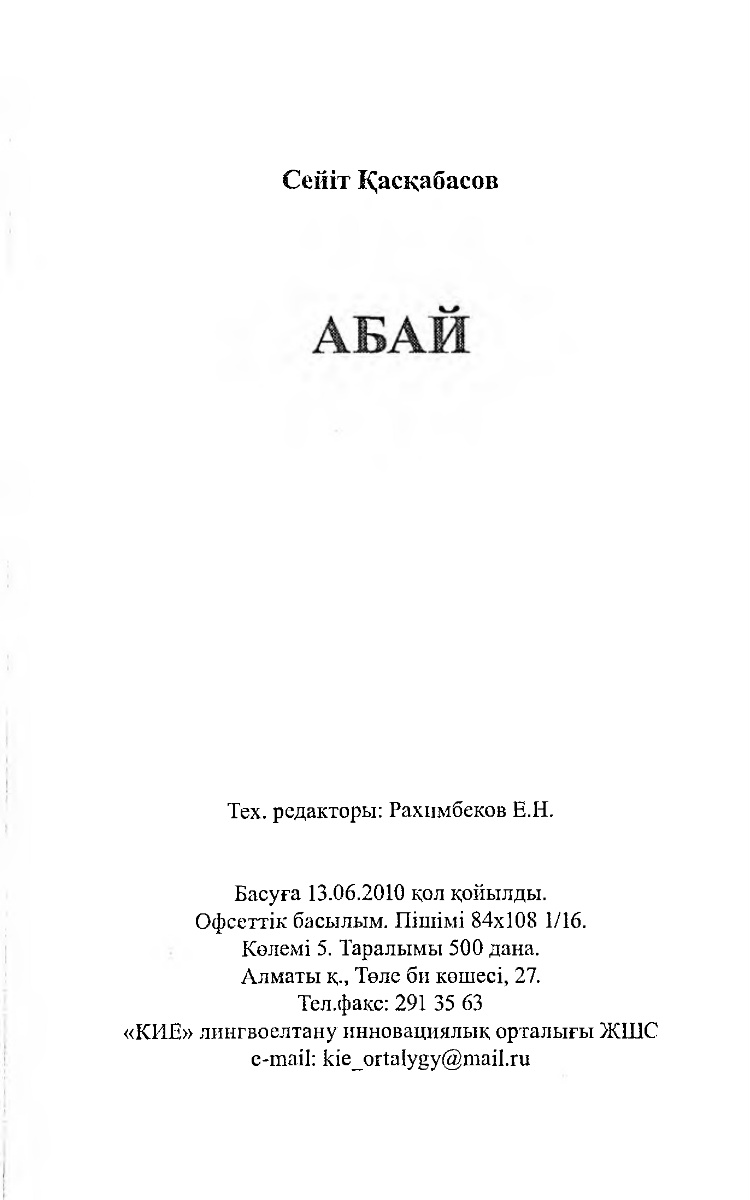 Сейіт Қасқабасов
АБАЙ
Тех. редакторы: Рахимбеков Е.Н.
Басуға 13.06.2010 қол қойылды.
Офсеттік басылым. Пішімі 84х108 1/16.
Көлемі 5. Таралымы 500 дана.
Алматы қ., Төле би көшесі, 27.
Тел.факс: 291 35 63
«КИЕ» лингвоелтану инновациялық орталығы ЖШС
e-mail: kie_ortalygy@mail.ru